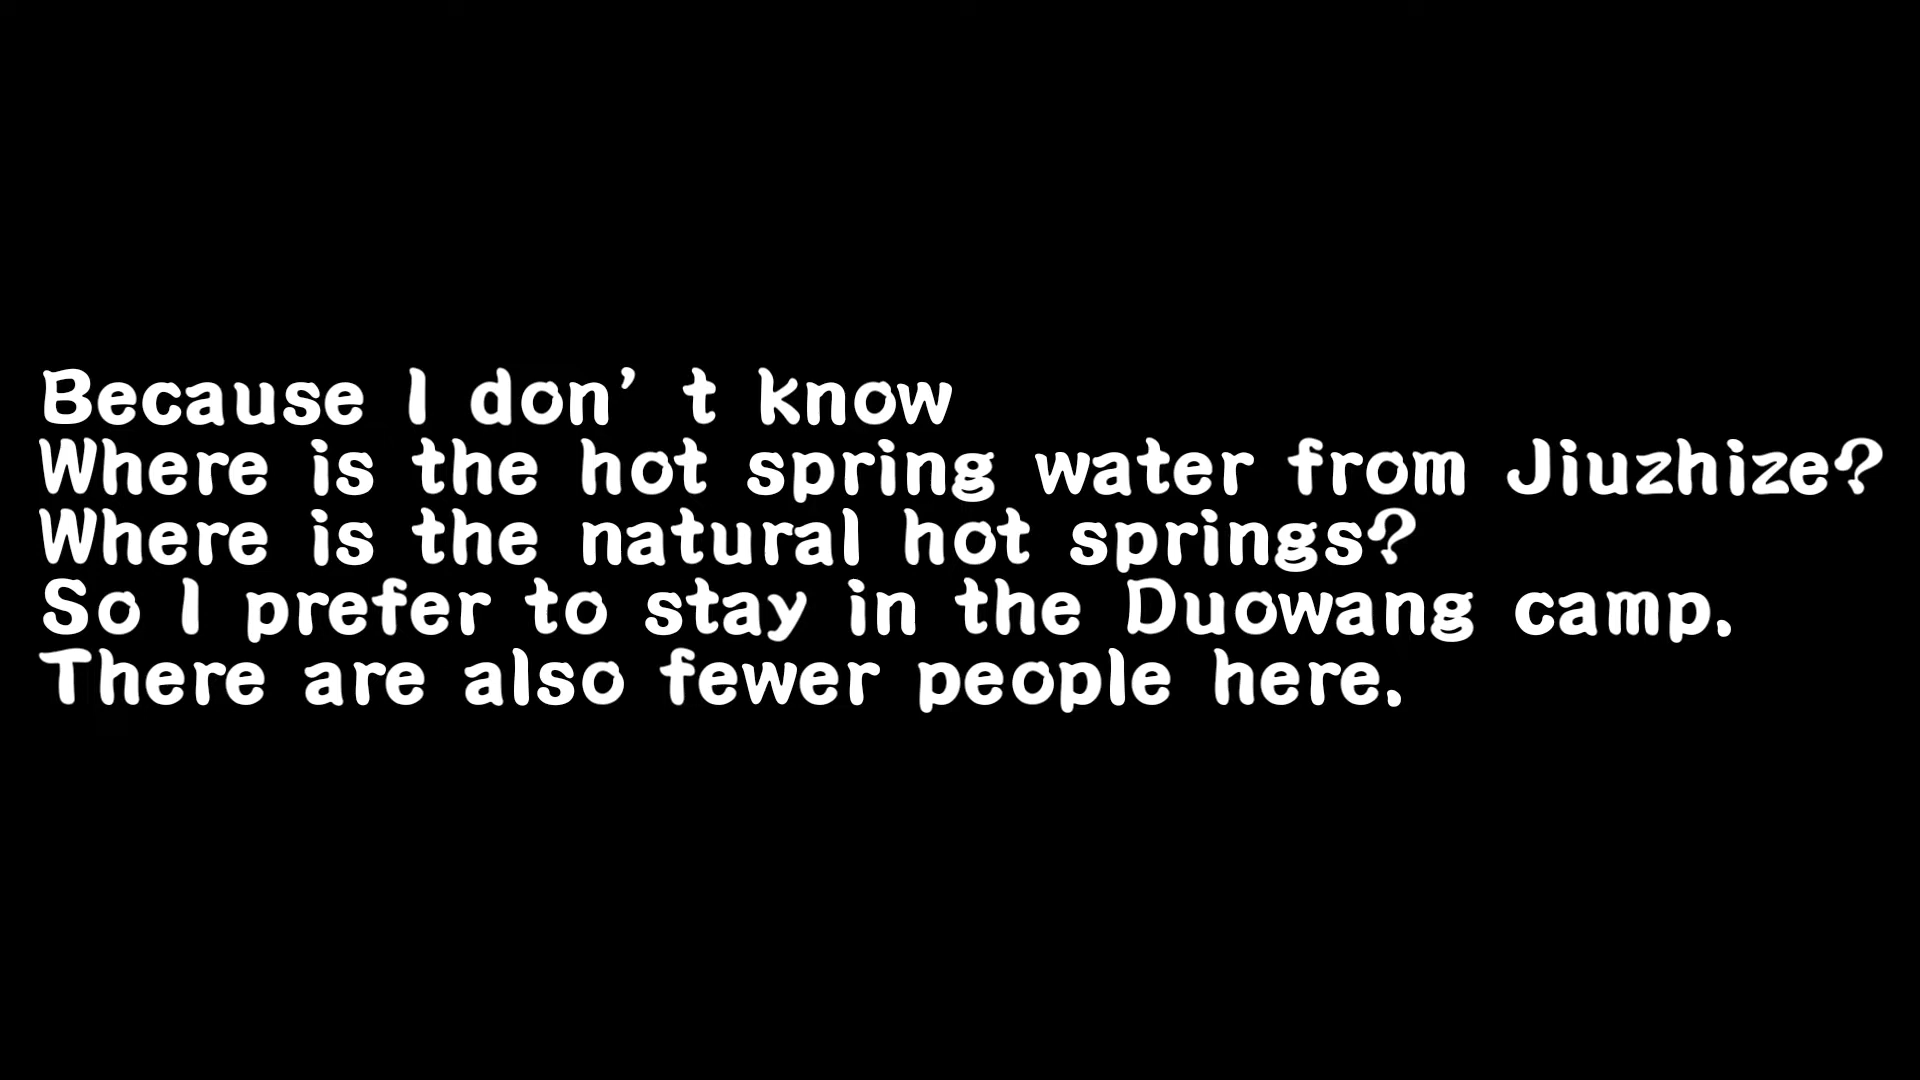 Because I don’t know
Where is the hot spring water from Jiuzhize?
Where is the natural hot springs?
So I prefer to stay in the Duowang camp.
There are also fewer people here.